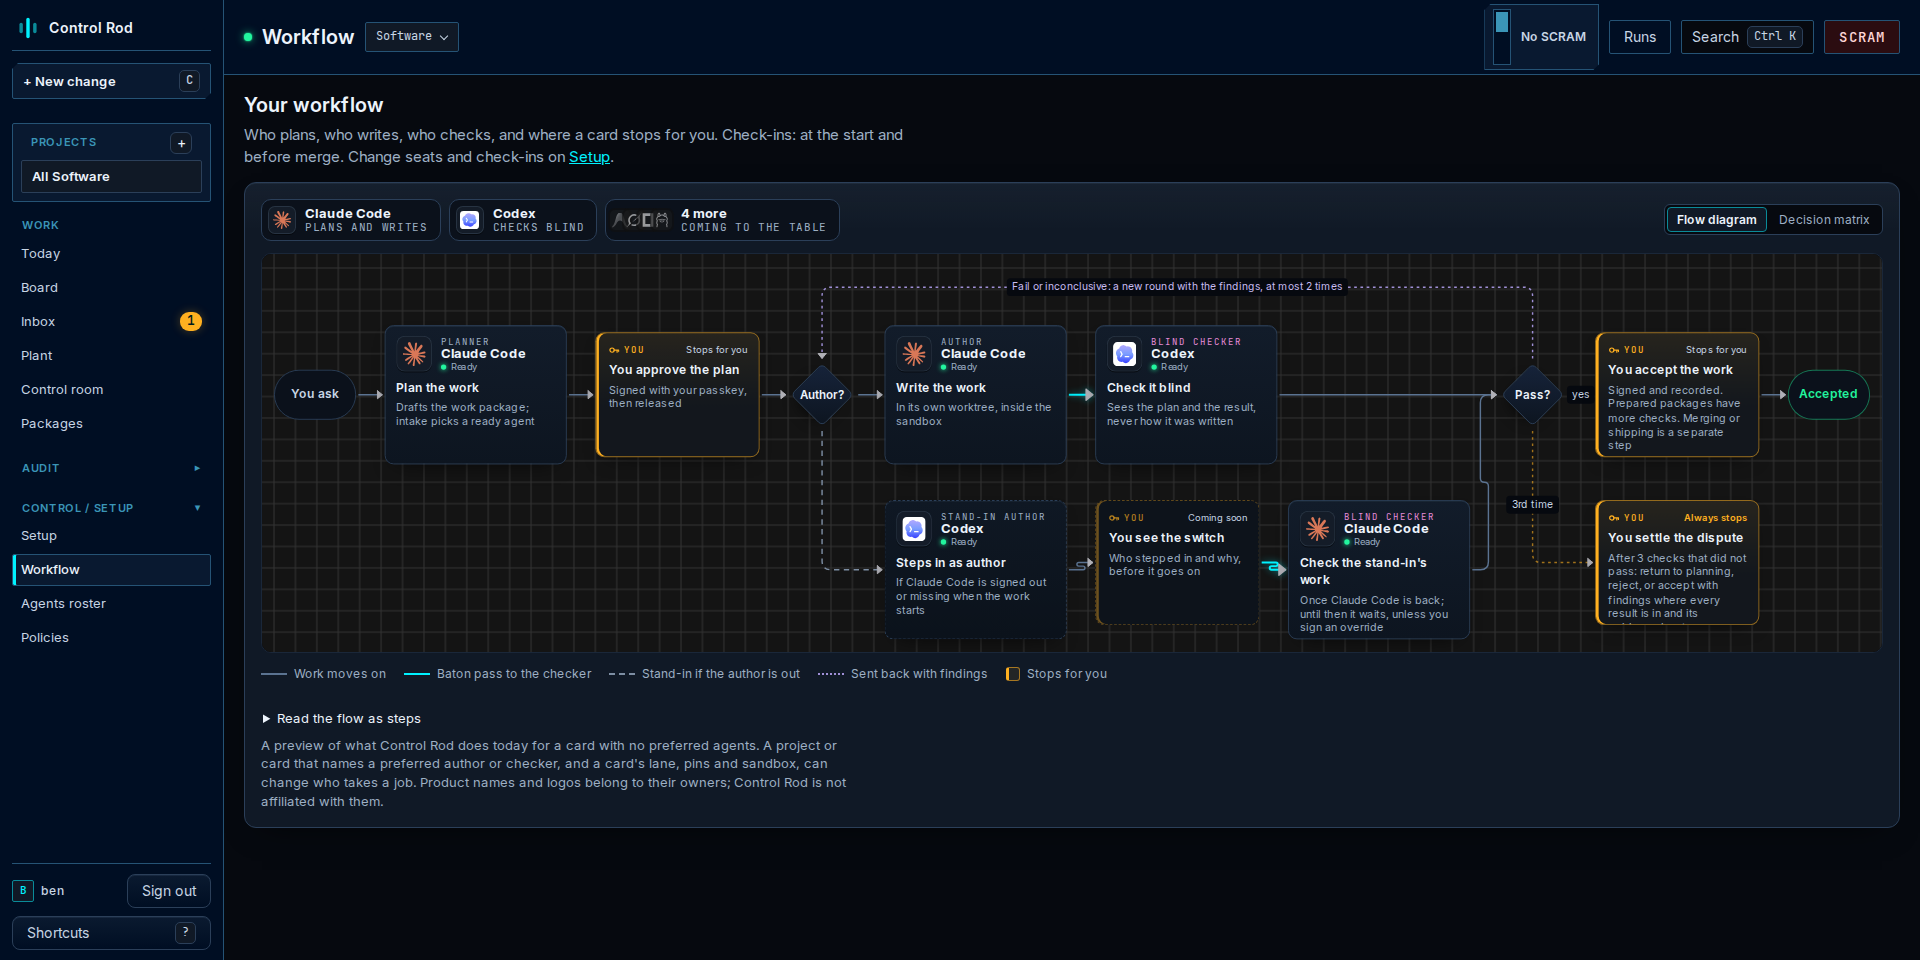 Control Rod
+ New change
C
PROJECTS
+
All Software
WORK
Today
Board
Inbox
1
Plant
Control room
Packages
AUDIT
CONTROL / SETUP
Setup
Workflow
Agents roster
Policies
B
ben
Sign out
Shortcuts
?
Workflow
Software
No SCRAM
Runs
Search
Ctrl K
SCRAM
Your workflow
Who plans, who writes, who checks, and where a card stops for you. Check-ins: at the start and
before merge. Change seats and check-ins on Setup.
Claude Code
PLANS AND WRITES
Codex
CHECKS BLIND
4 more
COMING TO THE TABLE
Flow diagram
Decision matrix
Fail or inconclusive: a new round with the findings, at most 2 times
You ask
PLANNER
Claude Code
Ready
Plan the work
Drafts the work package;
intake picks a ready agent
YOU
Stops for you
You approve the plan
Signed with your passkey,
then released
Author?
AUTHOR
Claude Code
Ready
Write the work
In its own worktree, inside the
sandbox
BLIND CHECKER
Codex
Ready
Check it blind
Sees the plan and the result,
never how it was written
Pass?
yes
YOU
Stops for you
You accept the work
Signed and recorded.
Prepared packages have
more checks. Merging or
shipping is a separate
step
Accepted
STAND-IN AUTHOR
Codex
Ready
Steps in as author
If Claude Code is signed out
or missing when the work
starts
YOU
Coming soon
You see the switch
Who stepped in and why,
before it goes on
BLIND CHECKER
Claude Code
Ready
Check the stand-in's
work
Once Claude Code is back;
until then it waits, unless you
sign an override
3rd time
YOU
Always stops
You settle the dispute
After 3 checks that did not
pass: return to planning,
reject, or accept with
findings where every
result is in and its
Work moves on
Baton pass to the checker
Stand-in if the author is out
Sent back with findings
Stops for you
Read the flow as steps
A preview of what Control Rod does today for a card with no preferred agents. A project or
card that names a preferred author or checker, and a card's lane, pins and sandbox, can
change who takes a job. Product names and logos belong to their owners; Control Rod is not
affiliated with them.